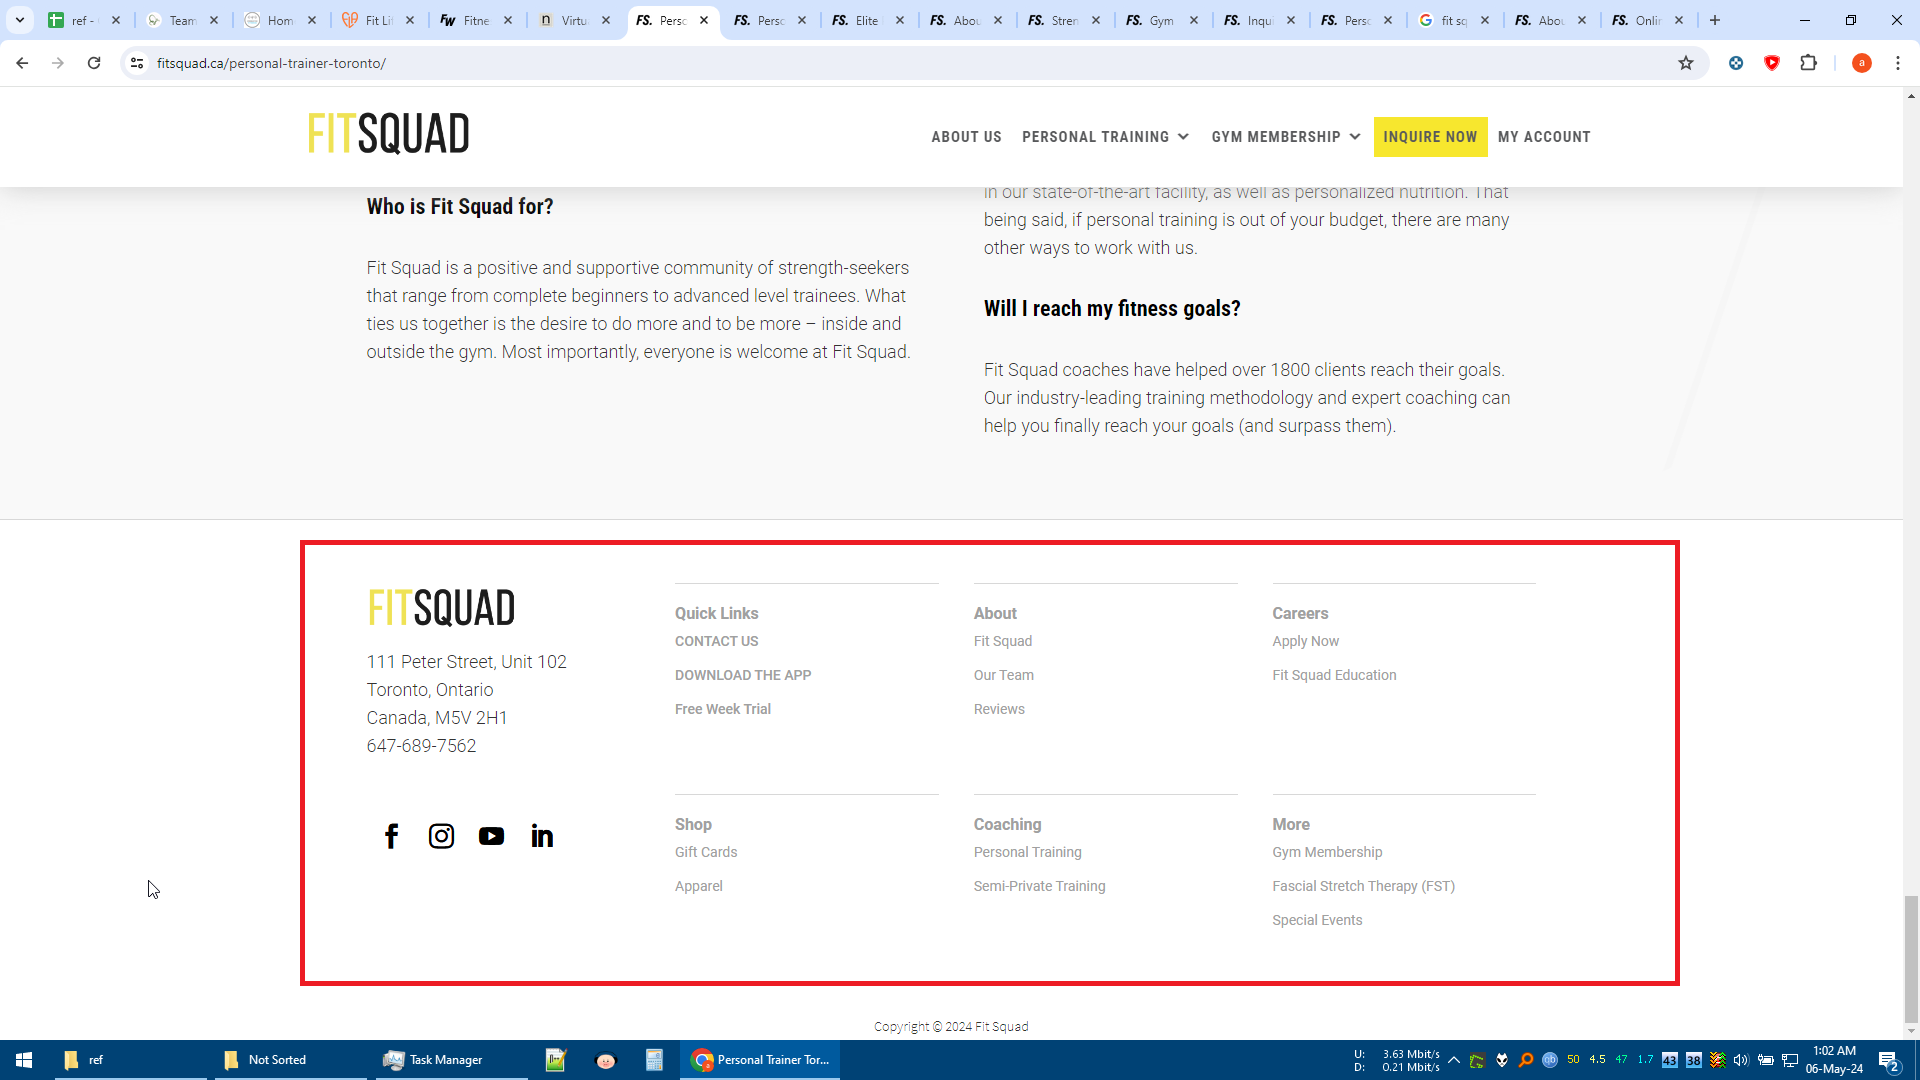 ref -
Team
Hom
Fit Li
Fitne
Virtu
Perso
Perso
Elite
Abou
Stren
Gym
Inqui
Perso
fit sq
Abou
Onlin
fitsquad.ca/personal-trainer-toronto/
a
FITSQUAD
ABOUT US
PERSONAL TRAINING
GYM MEMBERSHIP
INQUIRE NOW
MY ACCOUNT
Who is Fit Squad for?
Fit Squad is a positive and supportive community of strength-seekers
that range from complete beginners to advanced level trainees. What
ties us together is the desire to do more and to be more – inside and
outside the gym. Most importantly, everyone is welcome at Fit Squad.
in our state-of-the-art facility, as well as personalized nutrition. That
being said, if personal training is out of your budget, there are many
other ways to work with us.
Will I reach my fitness goals?
Fit Squad coaches have helped over 1800 clients reach their goals.
Our industry-leading training methodology and expert coaching can
help you finally reach your goals (and surpass them).
FITSQUAD
111 Peter Street, Unit 102
Toronto, Ontario
Canada, M5V 2H1
647-689-7562
Quick Links
CONTACT US
DOWNLOAD THE APP
Free Week Trial
About
Fit Squad
Our Team
Reviews
Careers
Apply Now
Fit Squad Education
Shop
Gift Cards
Apparel
Coaching
Personal Training
Semi-Private Training
More
Gym Membership
Fascial Stretch Therapy (FST)
Special Events
Copyright © 2024 Fit Squad
ref
Not Sorted
Task Manager
Personal Trainer Tor...
U: 3.63 Mbit/s
D: 0.21 Mbit/s
50 4.5 47 1.7 43 38
1:02 AM
06-May-24
2